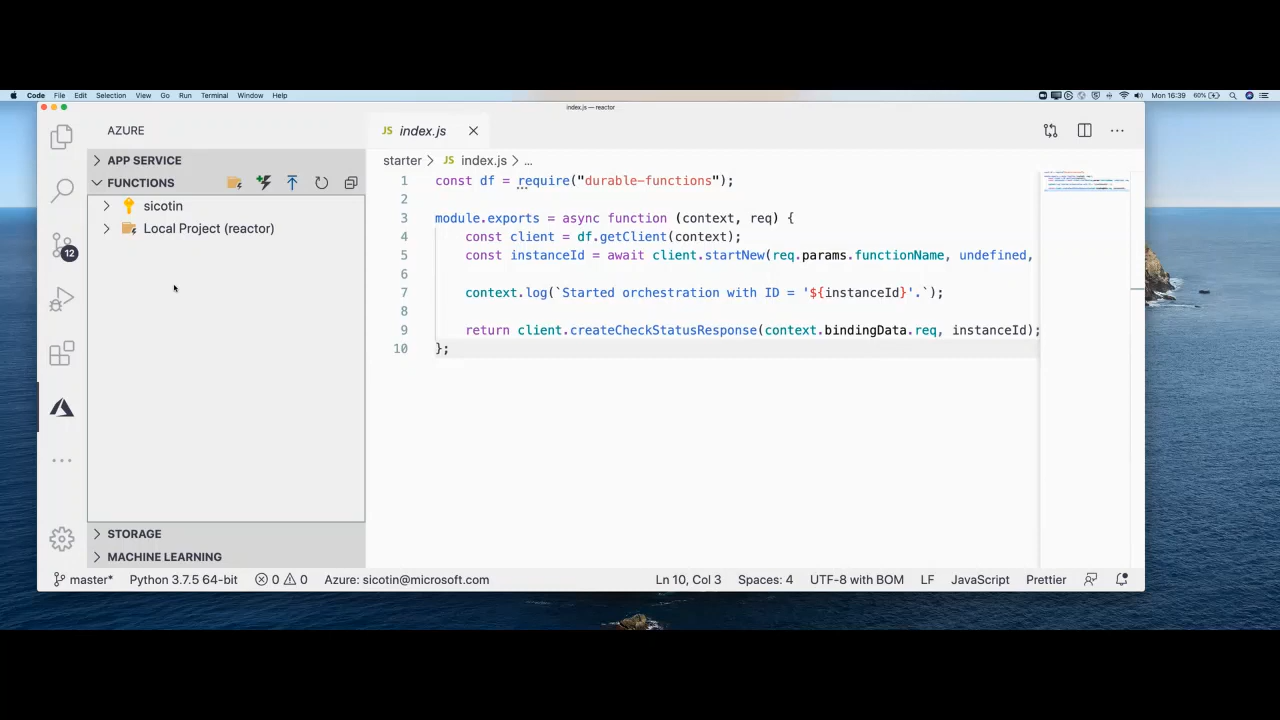 Code File Edit Selection View Go Run Terminal Window Help Mon 16:39 60%
index.js — reactor
AZURE
JS index.js
APP SERVICE
starter > JS index.js > ...
FUNCTIONS
sicotin
Local Project (reactor)
1 const df = require("durable-functions");
2
3 module.exports = async function (context, req) {
4 const client = df.getClient(context);
5 const instanceId = await client.startNew(req.params.functionName, undefined,
6
7 context.log(`Started orchestration with ID = '${instanceId}'.`);
8
9 return client.createCheckStatusResponse(context.bindingData.req, instanceId);
10 };
12
STORAGE
MACHINE LEARNING
master* Python 3.7.5 64-bit 0 0 Azure: sicotin@microsoft.com Ln 10, Col 3 Spaces: 4 UTF-8 with BOM LF JavaScript Prettier